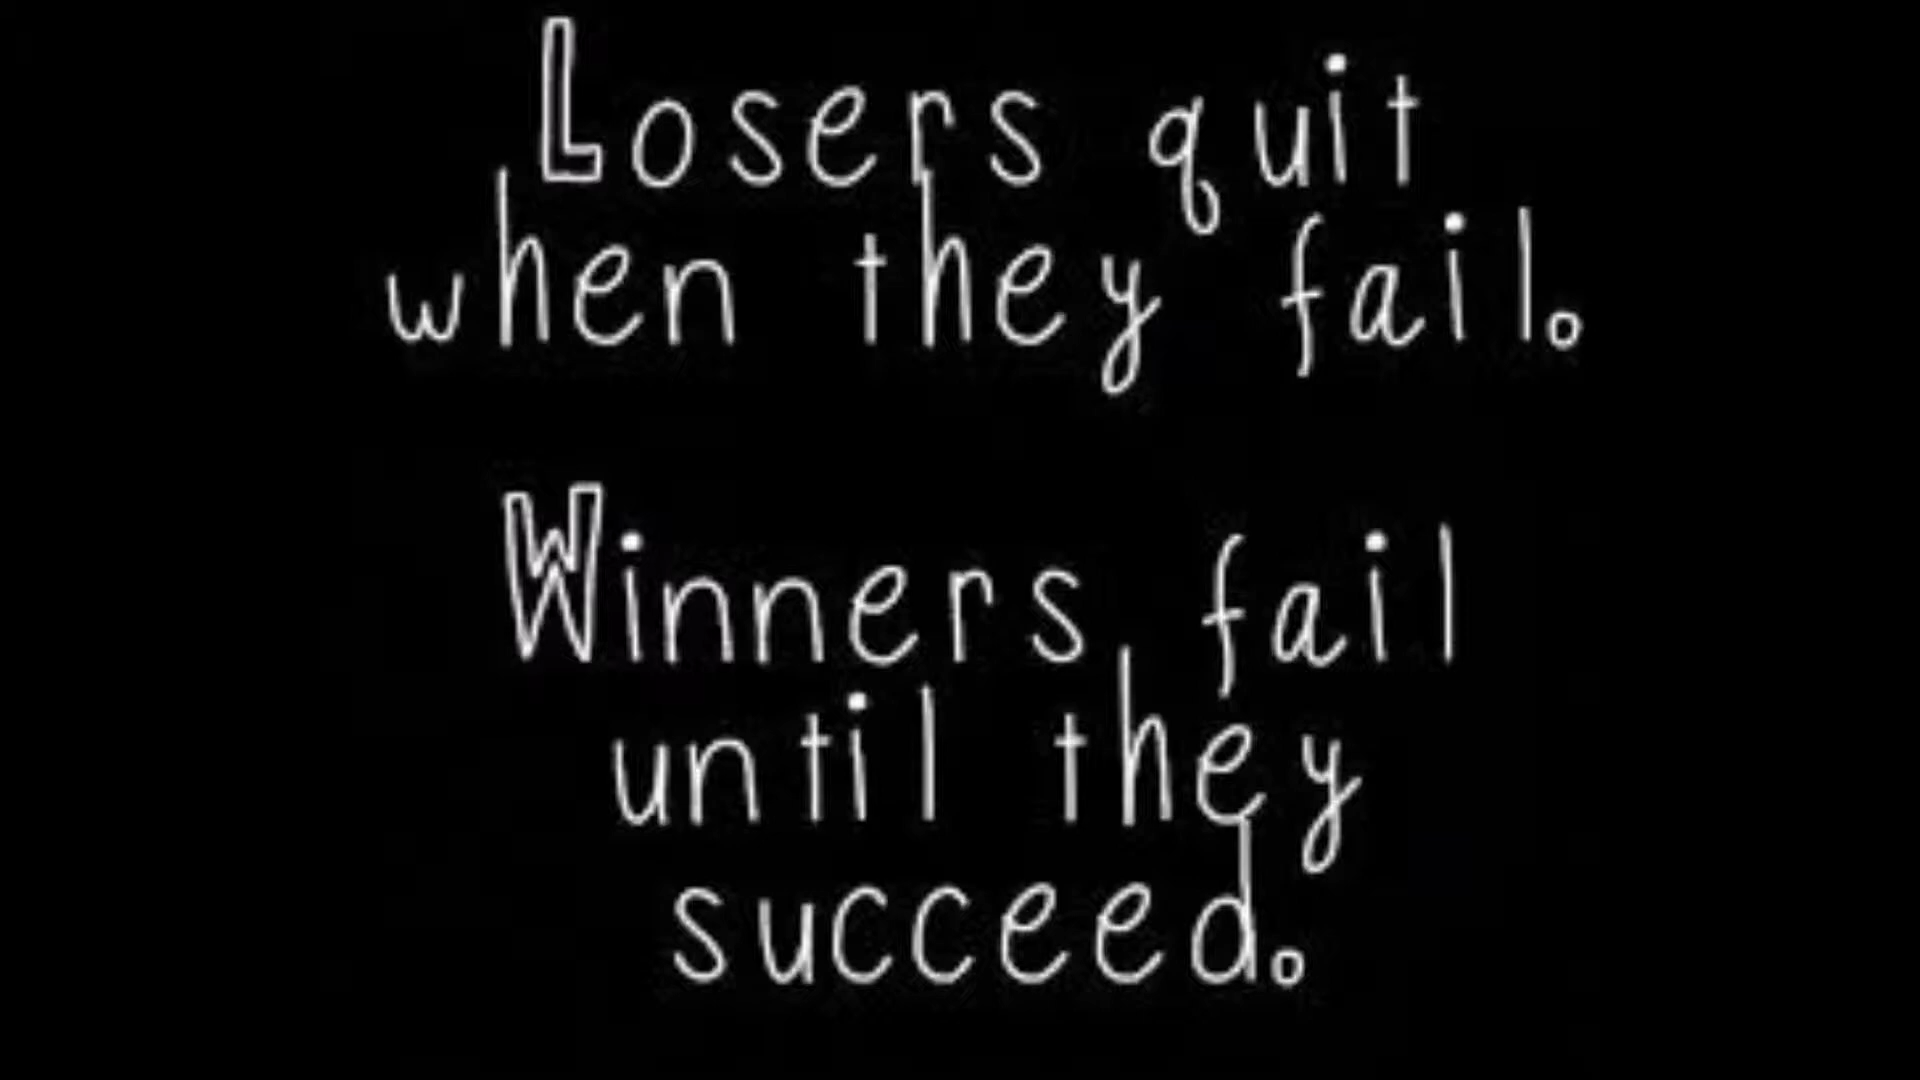 Losers quit
when they fail.
Winners fail
until they
succeed.